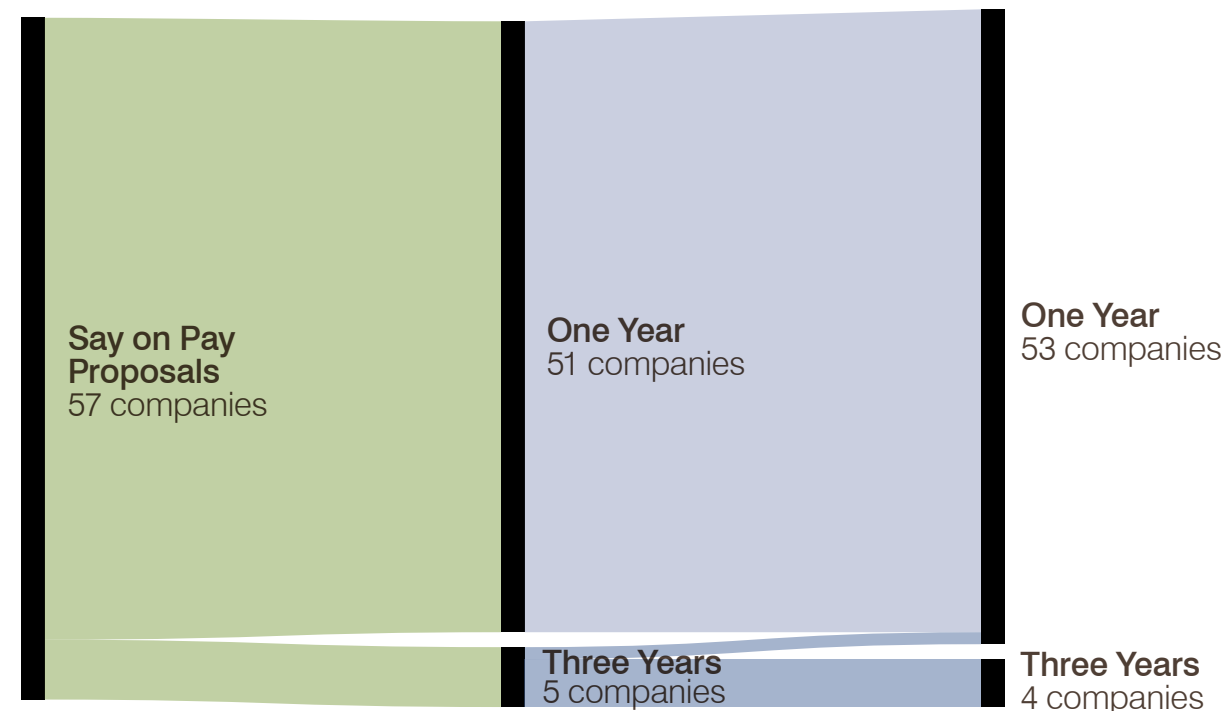 Say on Pay
Proposals
57 companies
One Year
51 companies
Three Years
5 companies
One Year
53 companies
Three Years
4 companies